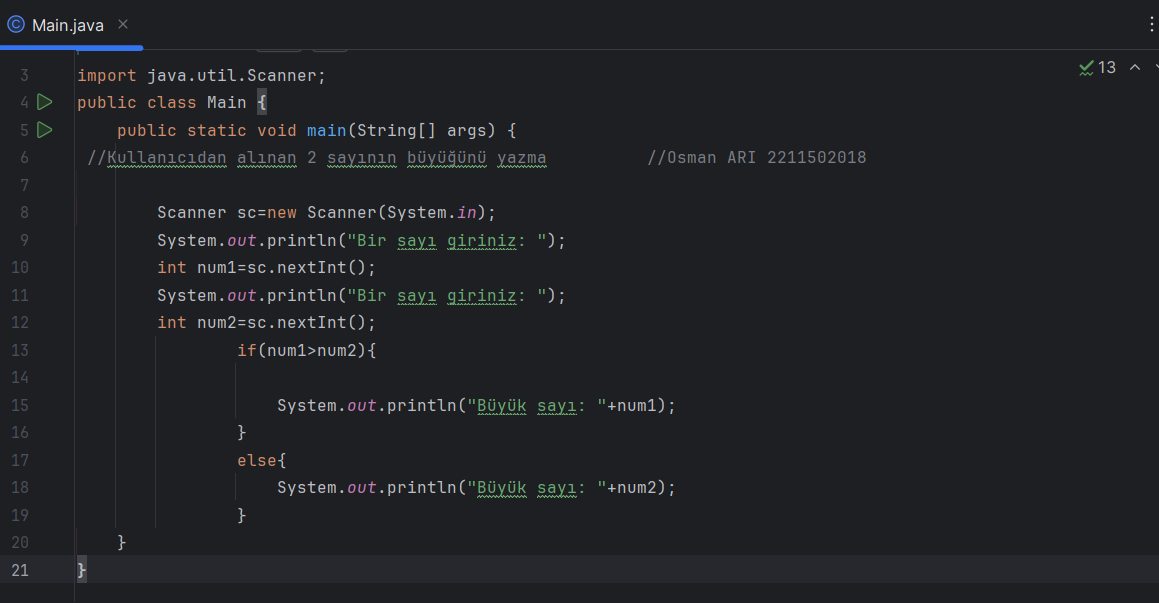 Main.java
13
3 import java.util.Scanner;
4 public class Main {
5 public static void main(String[] args) {
6 //Kullanıcıdan alınan 2 sayının büyüğünü yazma //Osman ARI 2211502018
7
8 Scanner sc=new Scanner(System.in);
9 System.out.println("Bir sayı giriniz: ");
10 int num1=sc.nextInt();
11 System.out.println("Bir sayı giriniz: ");
12 int num2=sc.nextInt();
13 if(num1>num2){
14
15 System.out.println("Büyük sayı: "+num1);
16 }
17 else{
18 System.out.println("Büyük sayı: "+num2);
19 }
20 }
21 }